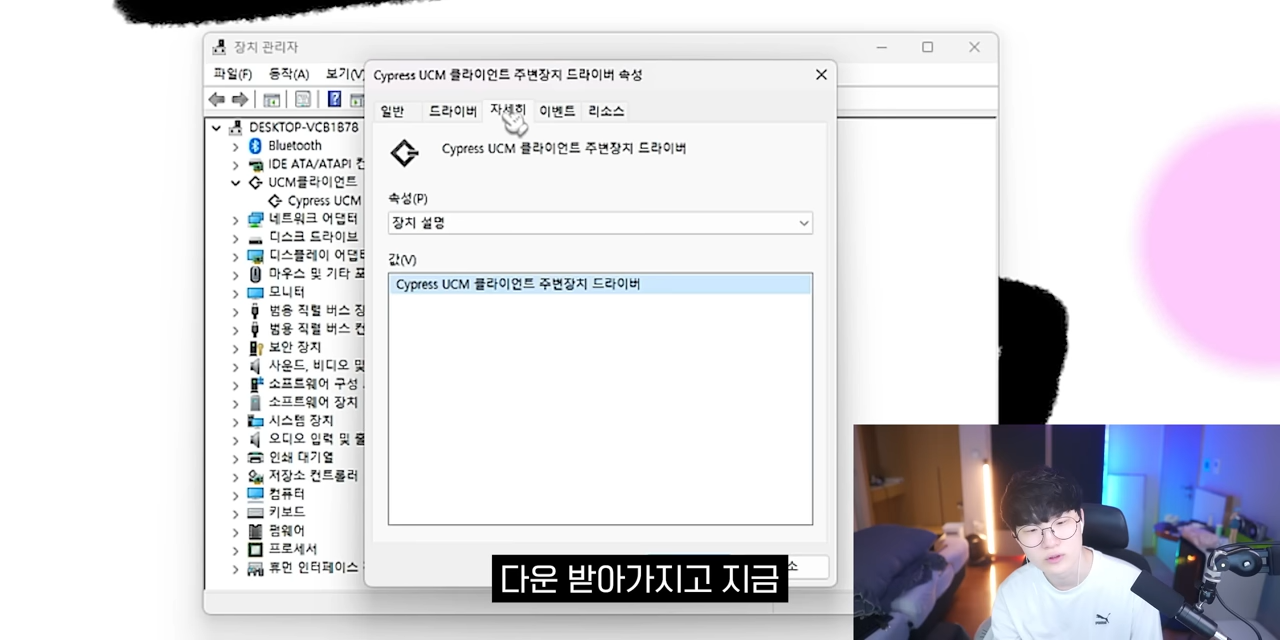 장치 관리자
파일(F) 동작(A) 보기(V)
DESKTOP-VCB1B78
Bluetooth
IDE ATA/ATAPI 컨
UCM클라이언트
Cypress UCM
네트워크 어댑터
디스크 드라이브
디스플레이 어댑터
마우스 및 기타 포
모니터
범용 직렬 버스 장
범용 직렬 버스 컨
보안 장치
사운드, 비디오 및
소프트웨어 구성
소프트웨어 장치
시스템 장치
오디오 입력 및 출
인쇄 대기열
저장소 컨트롤러
컴퓨터
키보드
펌웨어
프로세서
휴먼 인터페이스
Cypress UCM 클라이언트 주변장치 드라이버 속성
일반 드라이버 자세히 이벤트 리소스
Cypress UCM 클라이언트 주변장치 드라이버
속성(P)
장치 설명
값(V)
Cypress UCM 클라이언트 주변장치 드라이버
다운 받아가지고 지금